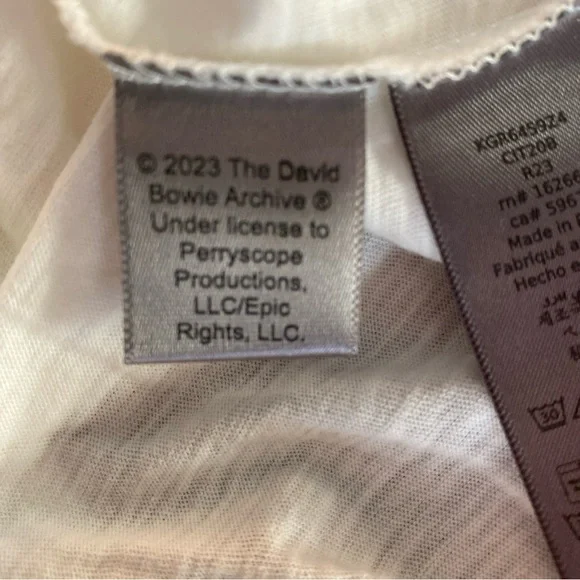 © 2023 The David
Bowie Archive ®
Under license to
Perryscope
Productions,
LLC/Epic
Rights, LLC.
KGR6459Z4
CIT20B
R23
rn# 16266
ca# 596
Made in
Fabriqué a
Hecho e
30